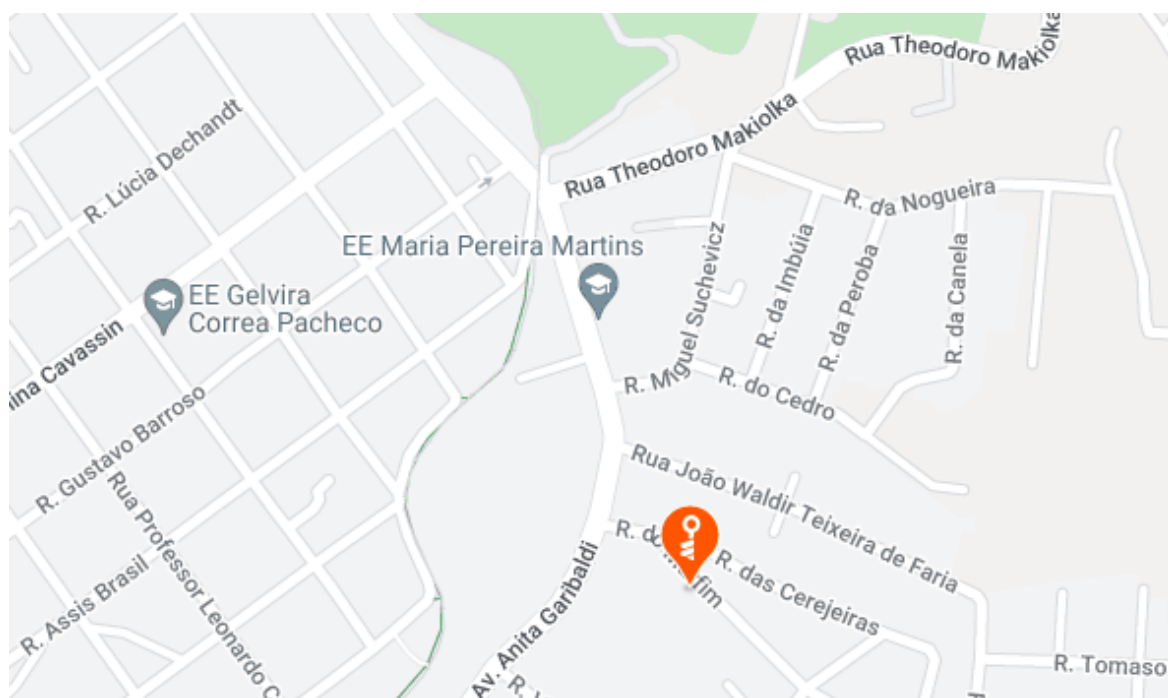 Rua Theodoro Makiolka
R. Lúcia Dechandt
Rua Theodoro Makiolka
R. da Nogueira
EE Maria Pereira Martins
R. da Imbúia
R. da Peroba
R. da Canela
EE Gelvira
Correa Pacheco
R. Miguel Suchevicz
ina Cavassin
R. do Cedro
R. Gustavo Barroso
Rua João Waldir Teixeira de Faria
Rua Professor Leonardo C
R. das Cerejeiras
R. Assis Brasil
Av. Anita Garibaldi
R. Tomaso